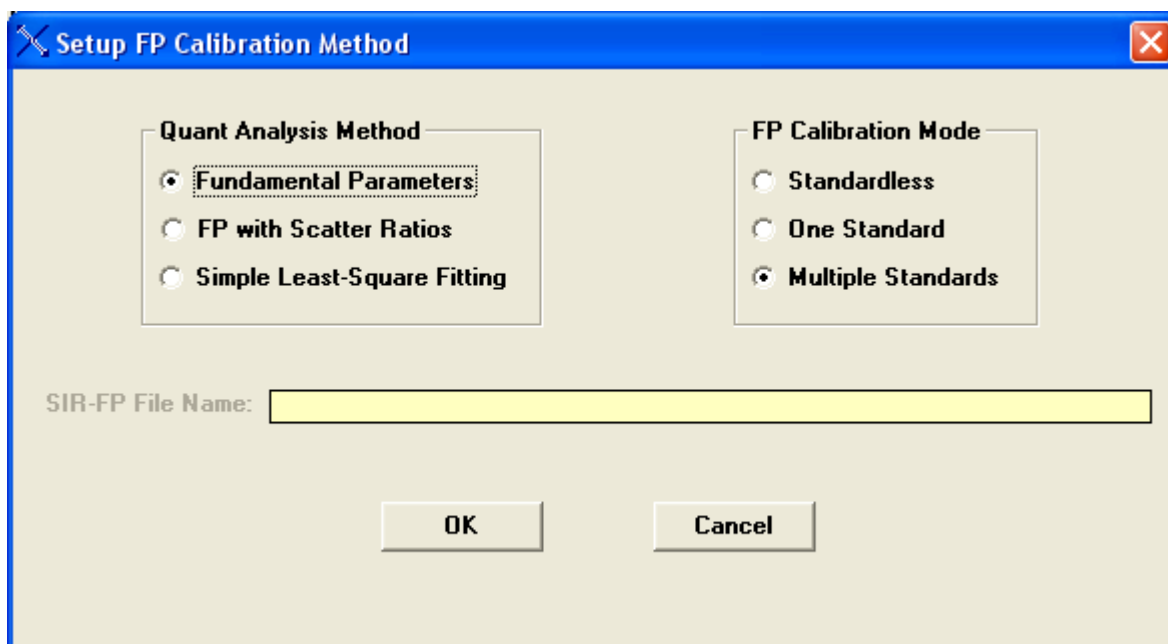 Setup FP Calibration Method
Quant Analysis Method
Fundamental Parameters
FP with Scatter Ratios
Simple Least-Square Fitting
FP Calibration Mode
Standardless
One Standard
Multiple Standards
SIR-FP File Name:
OK
Cancel